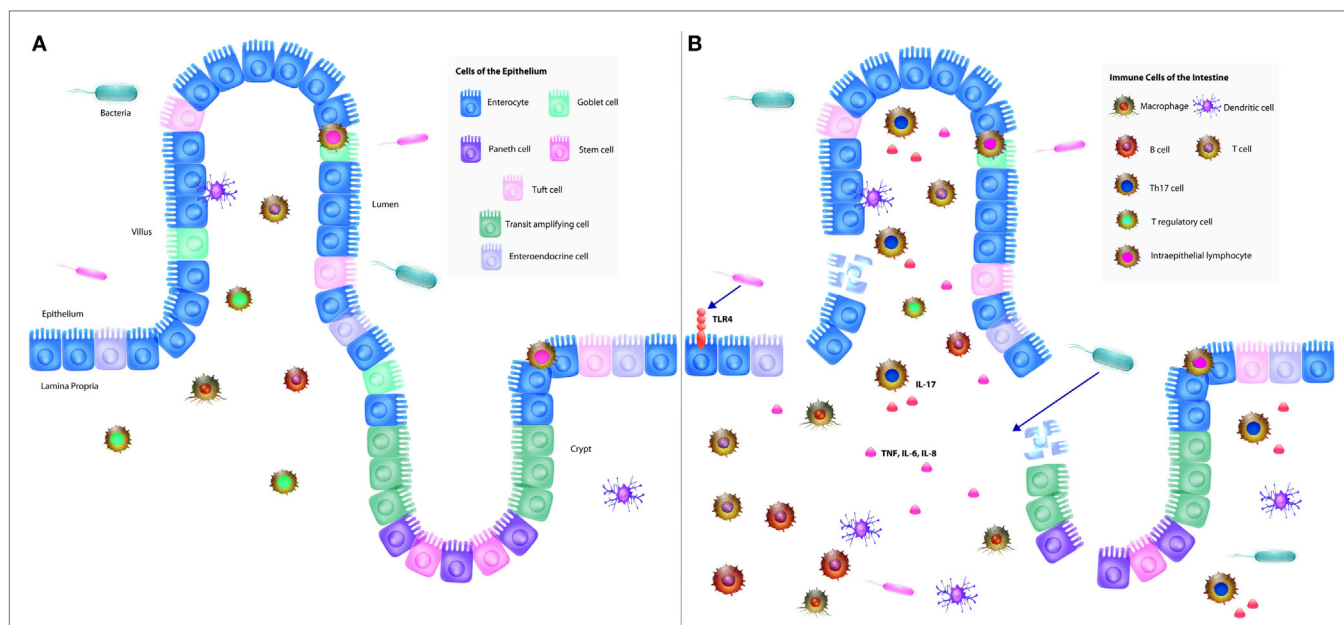 A
Bacteria
Villus
Epithelium
Lamina Propria
Lumen
Crypt
Cells of the Epithelium
Enterocyte
Goblet cell
Paneth cell
Stem cell
Tuft cell
Transit amplifying cell
Enteroendocrine cell
B
TLR4
IL-17
TNF, IL-6, IL-8
Immune Cells of the Intestine
Macrophage
Dendritic cell
B cell
T cell
Th17 cell
T regulatory cell
Intraepithelial lymphocyte